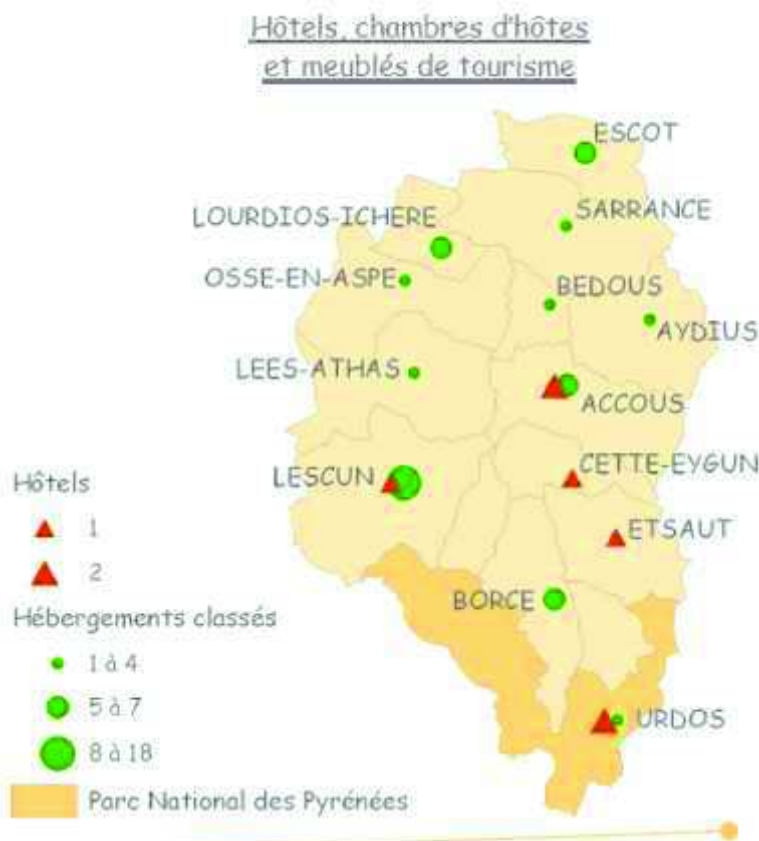 Hôtels, chambres d'hôtes
et meublés de tourisme
ESCOT
SARRANCE
LOURDIOS-ICHERE
OSSE-EN-ASPE
BEDOUS
AYDIUS
LEES-ATHAS
ACCOUS
LESCUN
CETTE-EYGUN
ETSAUT
BORCE
URDOS
Hôtels
1
2
Hébergements classés
1 à 4
5 à 7
8 à 18
Parc National des Pyrénées